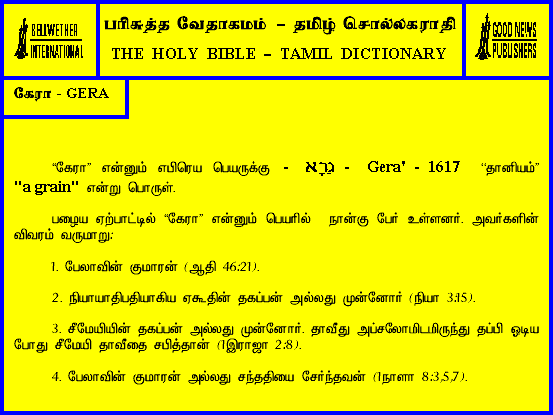 BELLWETHER
INTERNATIONAL
பரிசுத்த வேதாகமம் – தமிழ் சொல்லகராதி
THE HOLY BIBLE – TAMIL DICTIONARY
GOOD NEWS
PUBLISHERS
கேரா - GERA
“கேரா” என்னும் எபிரெய பெயருக்கு - גֵּרָא - Gera' - 1617 “தானியம்”
"a grain" என்று பொருள்.
பழைய ஏற்பாட்டில் “கேரா” என்னும் பெயரில் நான்கு பேர் உள்ளனர். அவர்களின்
விவரம் வருமாறு:
1. பேலாவின் குமாரன் (ஆதி 46:21).
2. நியாயாதிபதியாகிய ஏகூதின் தகப்பன் அல்லது முன்னோர் (நியா 3:15).
3. சீமேயியின் தகப்பன் அல்லது முன்னோர். தாவீது அப்சலோமிடமிருந்து தப்பி ஓடிய
போது சீமேயி தாவீதை சபித்தான் (1இராஜா 2:8).
4. பேலாவின் குமாரன் அல்லது சந்ததியை சேர்ந்தவன் (1நாளா 8:3,5,7).